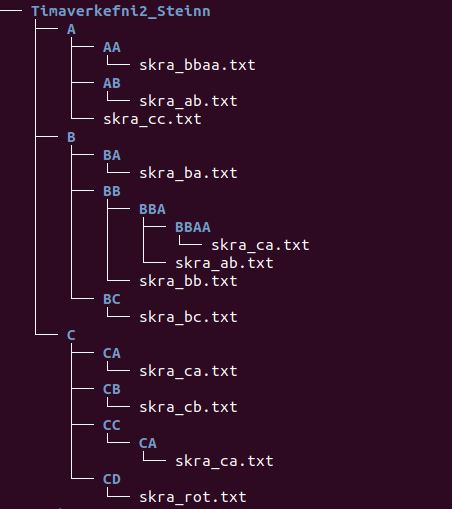 Timaverkefni2_Steinn
A
AA
skra_bbaa.txt
AB
skra_ab.txt
skra_cc.txt
B
BA
skra_ba.txt
BB
BBA
BBAA
skra_ca.txt
skra_ab.txt
skra_bb.txt
BC
skra_bc.txt
C
CA
skra_ca.txt
CB
skra_cb.txt
CC
CA
skra_ca.txt
CD
skra_rot.txt